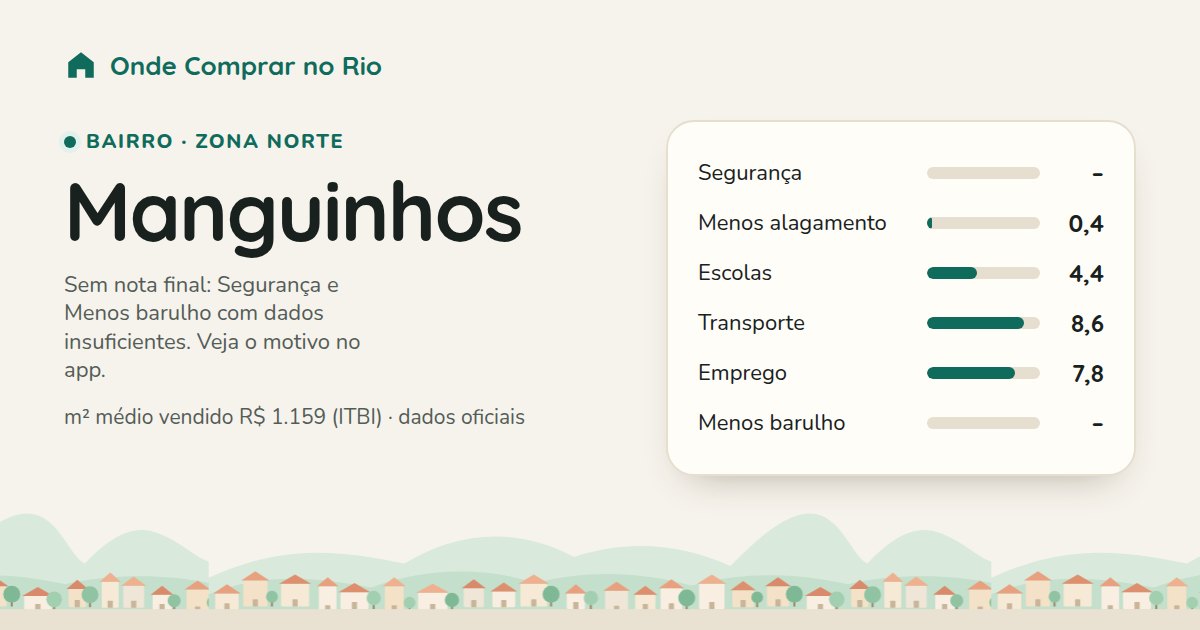 Onde Comprar no Rio
BAIRRO · ZONA NORTE
Manguinhos
Sem nota final: Segurança e
Menos barulho com dados
insuficientes. Veja o motivo no
app.
m² médio vendido R$ 1.159 (ITBI) · dados oficiais
Segurança –
Menos alagamento 0,4
Escolas 4,4
Transporte 8,6
Emprego 7,8
Menos barulho –